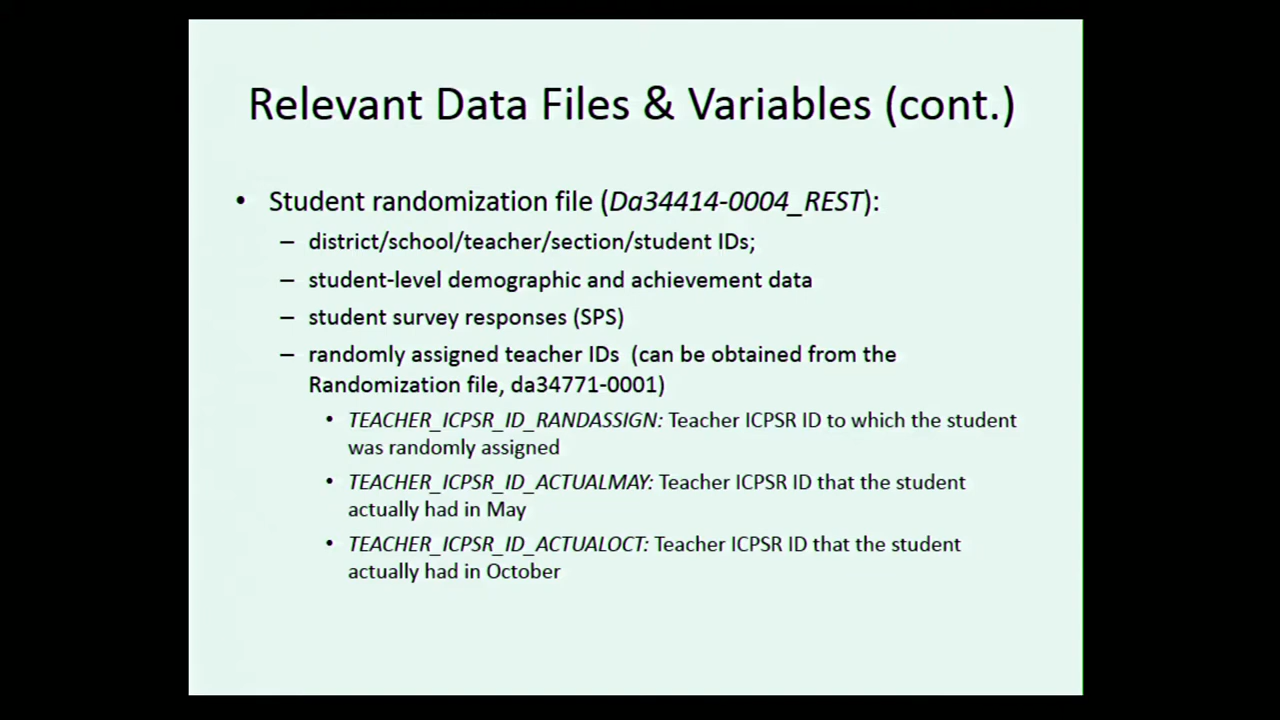 Relevant Data Files & Variables (cont.)
• Student randomization file (Da34414-0004_REST):
– district/school/teacher/section/student IDs;
– student-level demographic and achievement data
– student survey responses (SPS)
– randomly assigned teacher IDs (can be obtained from the
Randomization file, da34771-0001)
• TEACHER_ICPSR_ID_RANDASSIGN: Teacher ICPSR ID to which the student
was randomly assigned
• TEACHER_ICPSR_ID_ACTUALMAY: Teacher ICPSR ID that the student
actually had in May
• TEACHER_ICPSR_ID_ACTUALOCT: Teacher ICPSR ID that the student
actually had in October